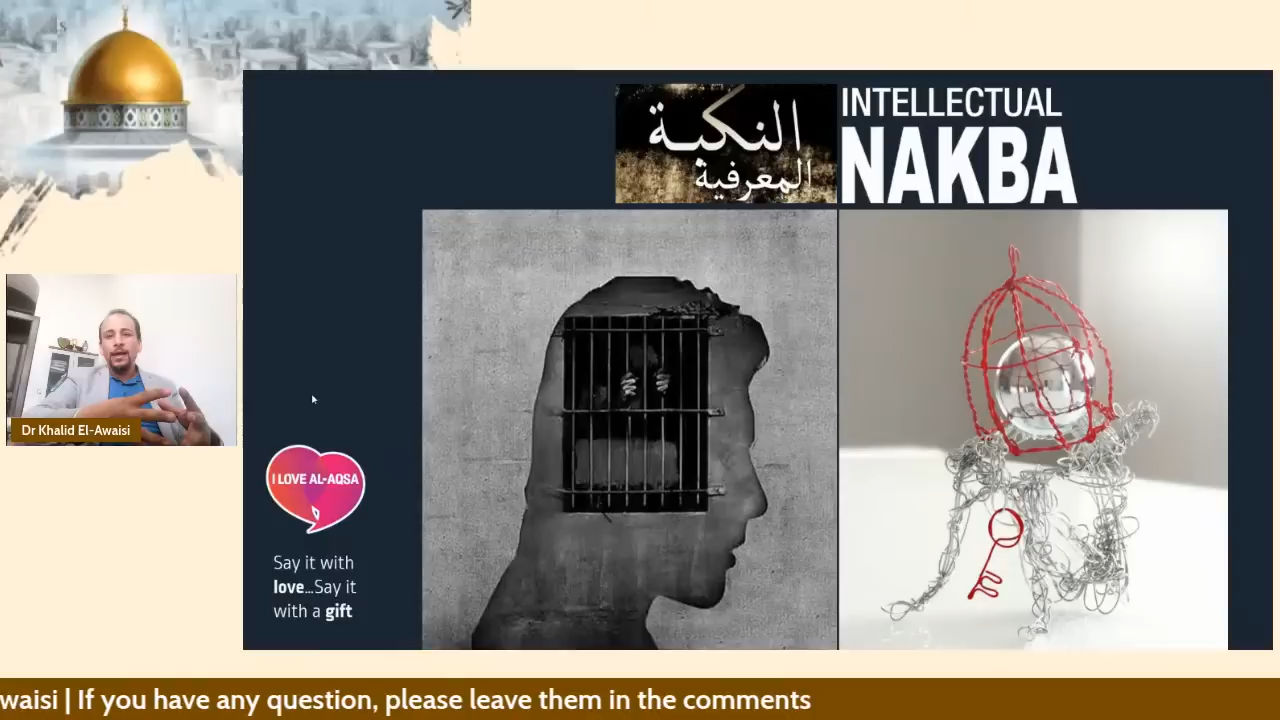 النكبة
المعرفية
INTELLECTUAL
NAKBA
Dr Khalid El-Awaisi
I LOVE AL-AQSA
Say it with
love...Say it
with a gift
waisi | If you have any question, please leave them in the comments